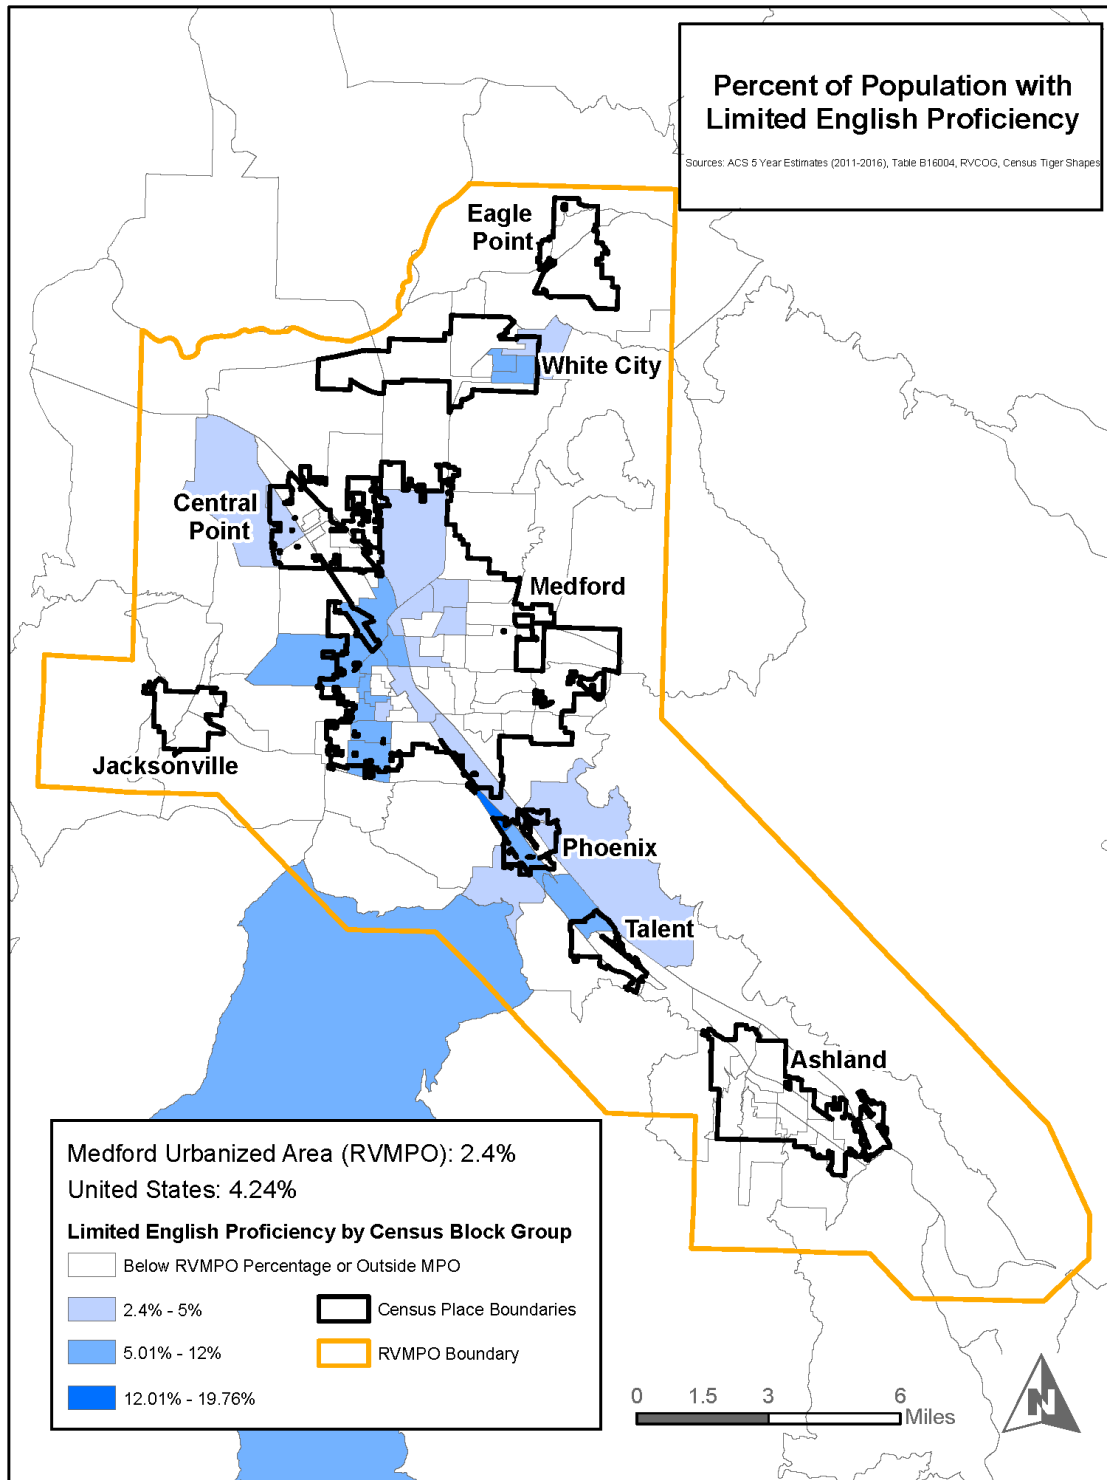 Percent of Population with
Limited English Proficiency
Sources: ACS 5 Year Estimates (2011-2016), Table B16004, RVCOG, Census Tiger Shapes
Eagle
Point
White City
Central
Point
Medford
Jacksonville
Phoenix
Talent
Ashland
Medford Urbanized Area (RVMPO): 2.4%
United States: 4.24%
Limited English Proficiency by Census Block Group
Below RVMPO Percentage or Outside MPO
2.4% - 5%
Census Place Boundaries
5.01% - 12%
RVMPO Boundary
12.01% - 19.76%
0 1.5 3 6
Miles
N